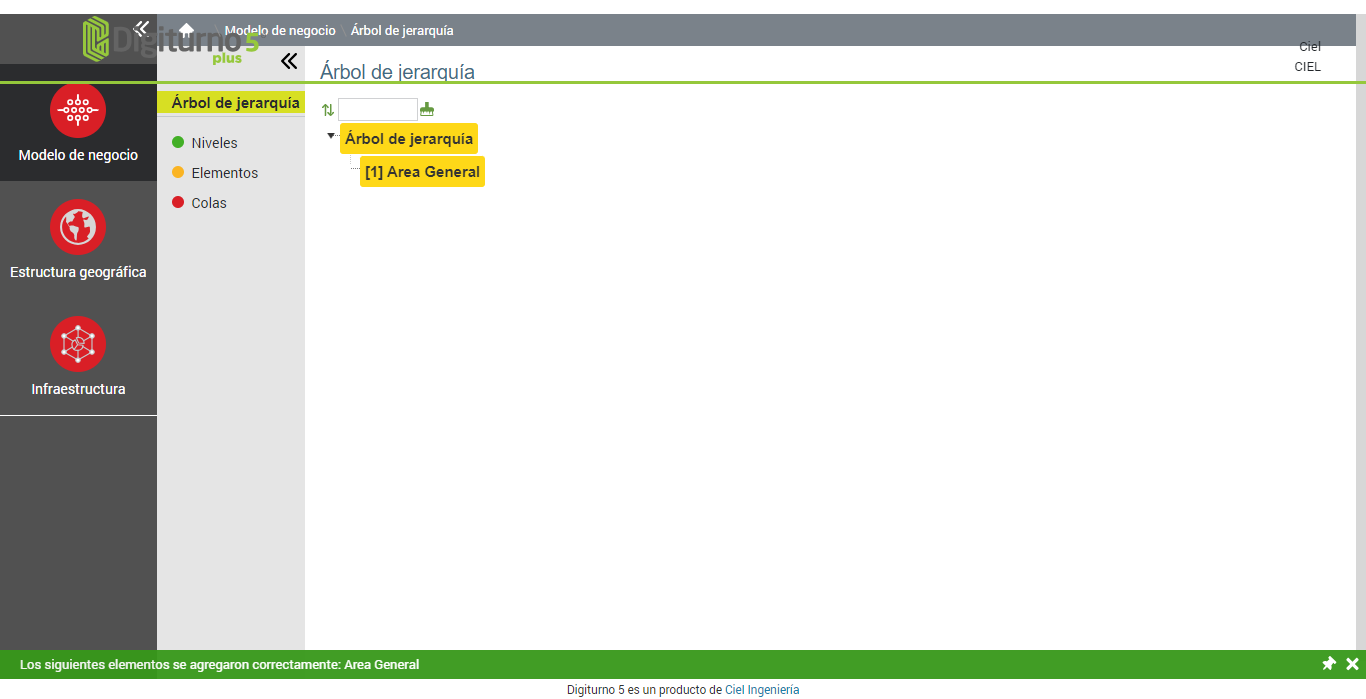 Digiturno 5
plus
Modelo de negocio \ Árbol de jerarquía
Ciel
CIEL
Árbol de jerarquía
Modelo de negocio
Estructura geográfica
Infraestructura
Árbol de jerarquía
Niveles
Elementos
Colas
Árbol de jerarquía
[1] Area General
Los siguientes elementos se agregaron correctamente: Area General
Digiturno 5 es un producto de Ciel Ingeniería